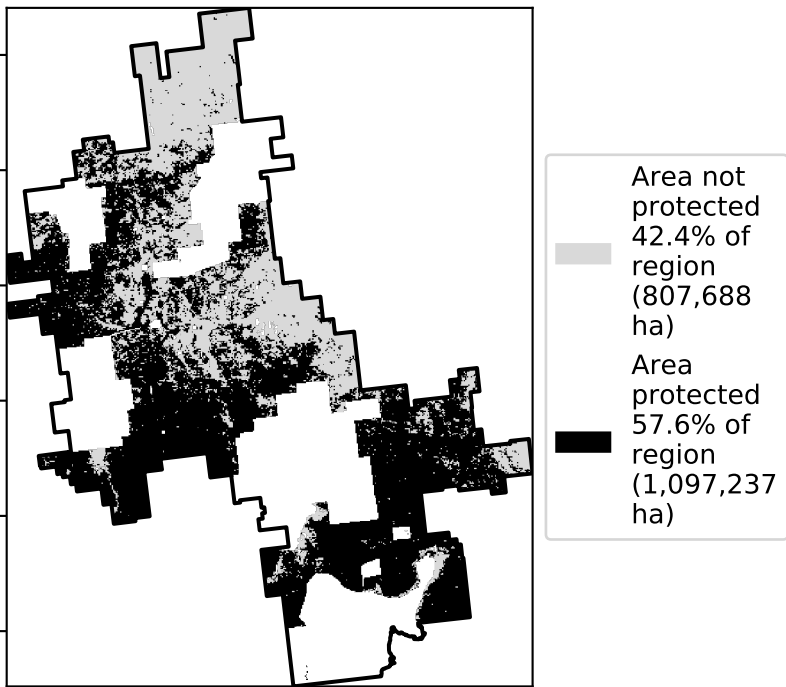 Area not
protected
42.4% of
region
(807,688
ha)
Area
protected
57.6% of
region
(1,097,237
ha)